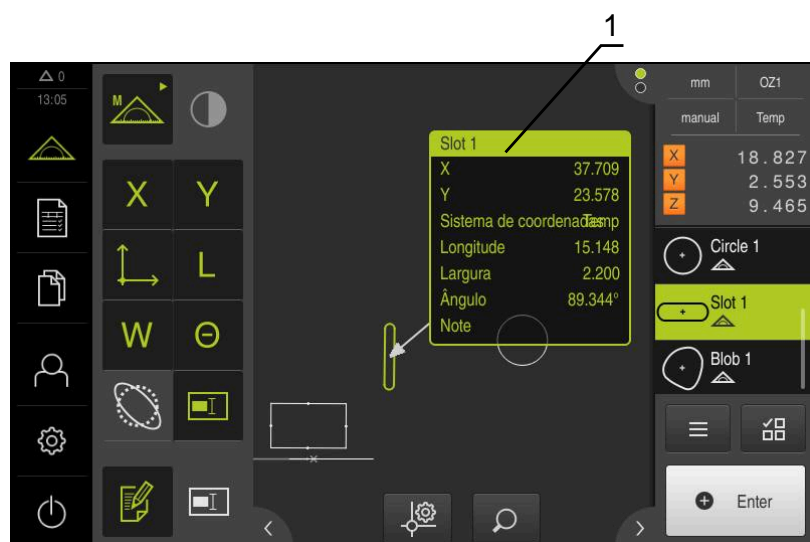 1
0
13:05
M
X Y
L
W Θ
Slot 1
X 37.709
Y 23.578
Sistema de coordenadas Temp
Longitude 15.148
Largura 2.200
Ângulo 89.344°
Note
mm OZ1
manual Temp
X 18.827
Y 2.553
Z 9.465
Circle 1
Slot 1
Blob 1
Enter